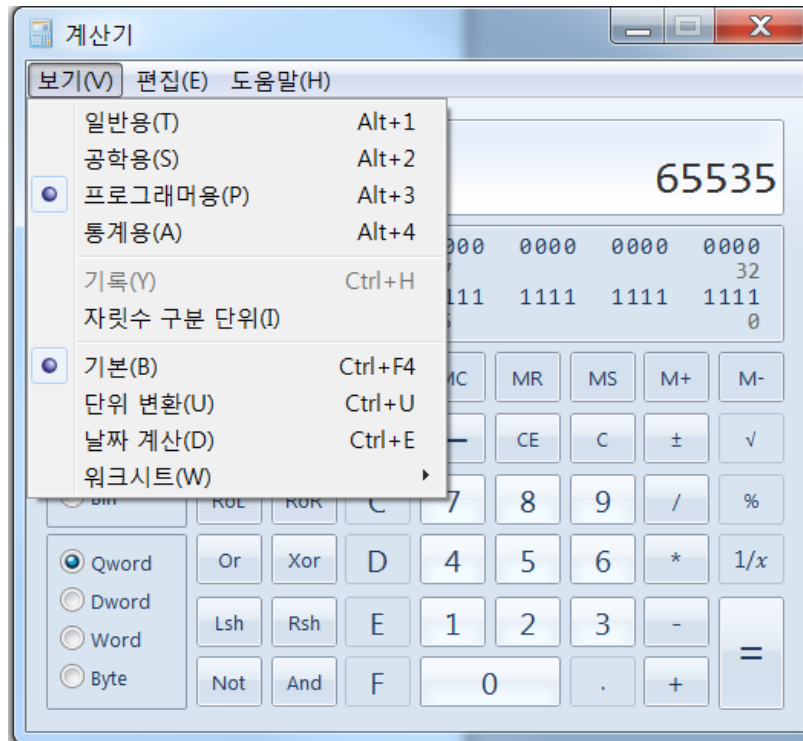 계산기
보기(V) 편집(E) 도움말(H)
일반용(T) Alt+1
공학용(S) Alt+2
프로그래머용(P) Alt+3
통계용(A) Alt+4
기록(Y) Ctrl+H
자릿수 구분 단위(I)
기본(B) Ctrl+F4
단위 변환(U) Ctrl+U
날짜 계산(D) Ctrl+E
워크시트(W)
65535
0000 0000 0000
32
1111 1111 1111
0
MC MR MS M+ M-
CE C ± √
Bin RoL RoR C 7 8 9 / %
Qword Or Xor D 4 5 6 * 1/x
Dword
Lsh Rsh E 1 2 3 - =
Word
Byte Not And F 0 . +